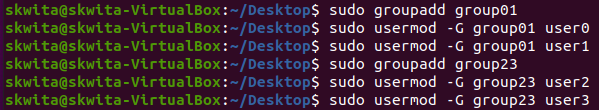 skwita@skwita-VirtualBox:~/Desktop$ sudo groupadd group01
skwita@skwita-VirtualBox:~/Desktop$ sudo usermod -G group01 user0
skwita@skwita-VirtualBox:~/Desktop$ sudo usermod -G group01 user1
skwita@skwita-VirtualBox:~/Desktop$ sudo groupadd group23
skwita@skwita-VirtualBox:~/Desktop$ sudo usermod -G group23 user2
skwita@skwita-VirtualBox:~/Desktop$ sudo usermod -G group23 user3